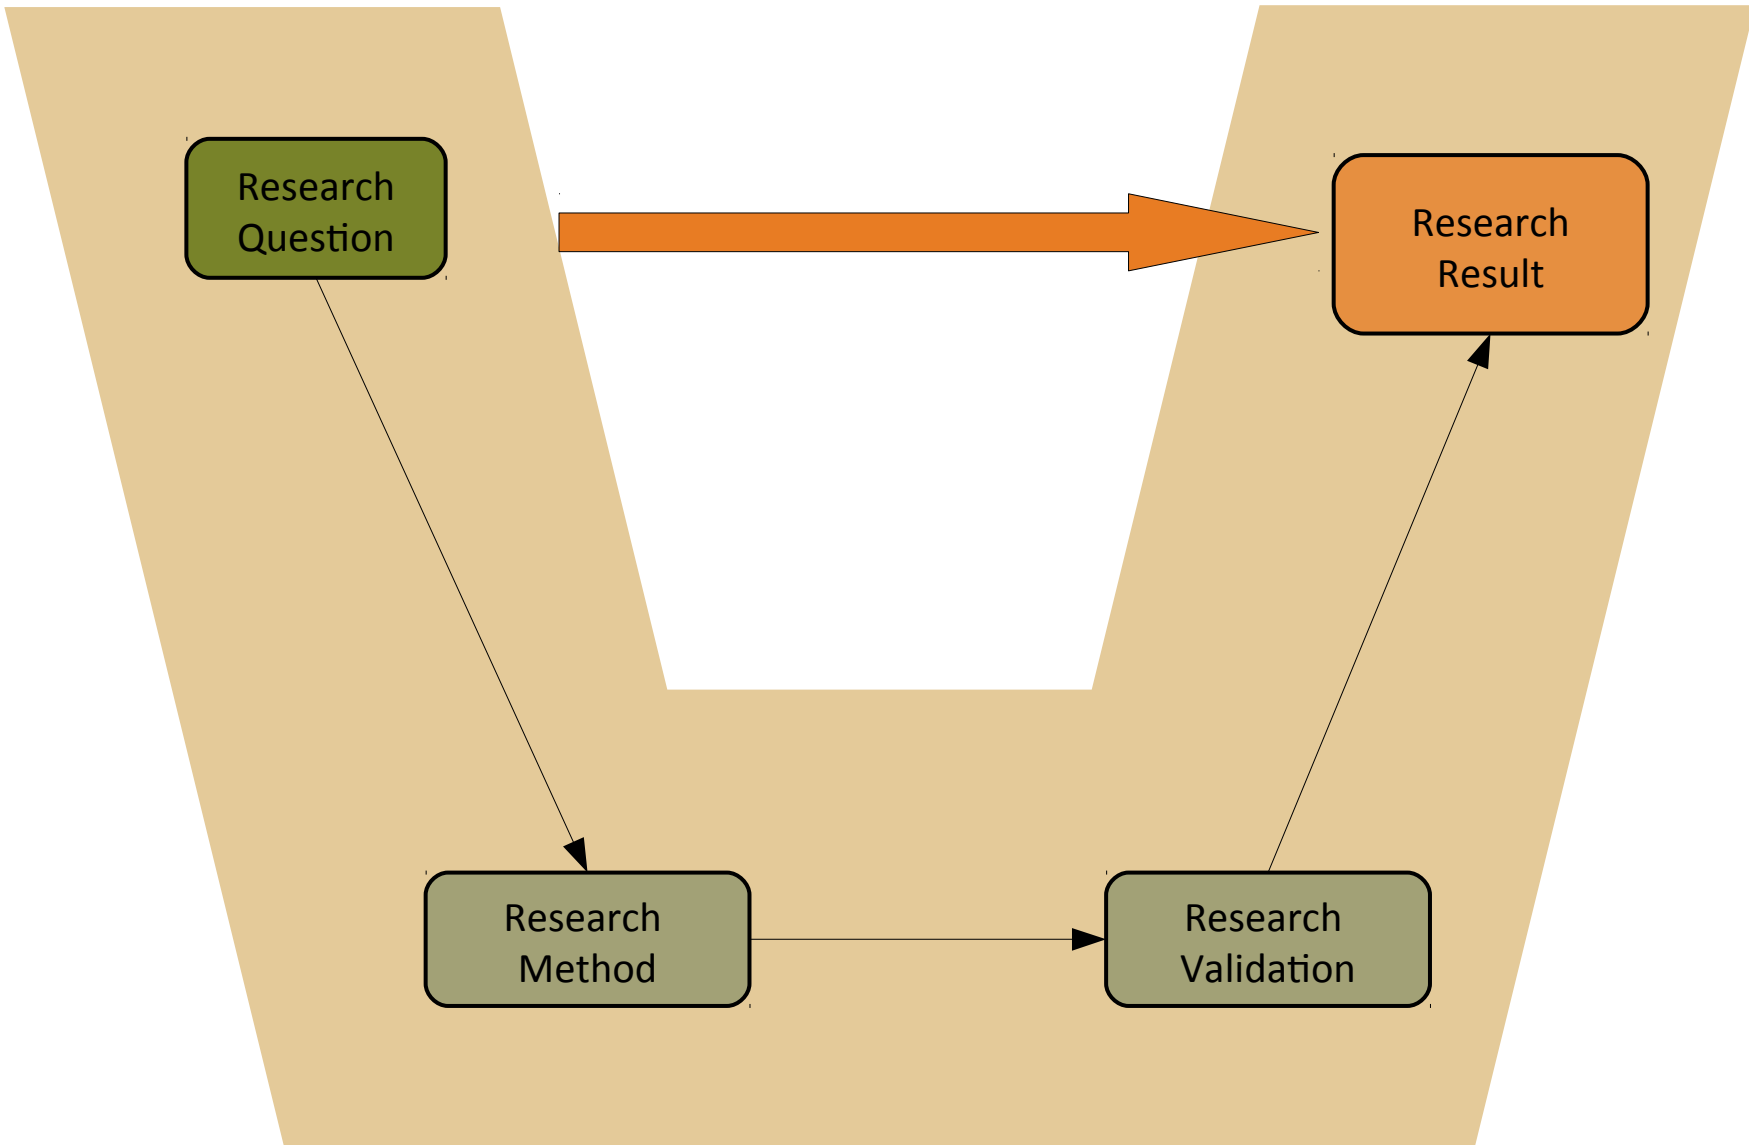 Research
Question
Research
Result
Research
Method
Research
Validation